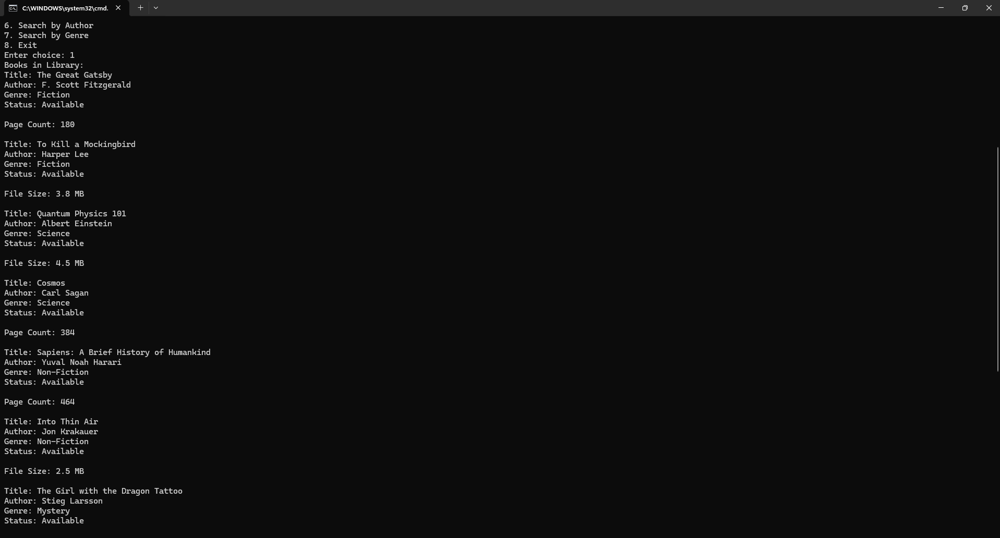 C:\WINDOWS\system32\cmd.
6. Search by Author
7. Search by Genre
8. Exit
Enter choice: 1
Books in Library:
Title: The Great Gatsby
Author: F. Scott Fitzgerald
Genre: Fiction
Status: Available
Page Count: 180
Title: To Kill a Mockingbird
Author: Harper Lee
Genre: Fiction
Status: Available
File Size: 3.8 MB
Title: Quantum Physics 101
Author: Albert Einstein
Genre: Science
Status: Available
File Size: 4.5 MB
Title: Cosmos
Author: Carl Sagan
Genre: Science
Status: Available
Page Count: 384
Title: Sapiens: A Brief History of Humankind
Author: Yuval Noah Harari
Genre: Non-Fiction
Status: Available
Page Count: 464
Title: Into Thin Air
Author: Jon Krakauer
Genre: Non-Fiction
Status: Available
File Size: 2.5 MB
Title: The Girl with the Dragon Tattoo
Author: Stieg Larsson
Genre: Mystery
Status: Available